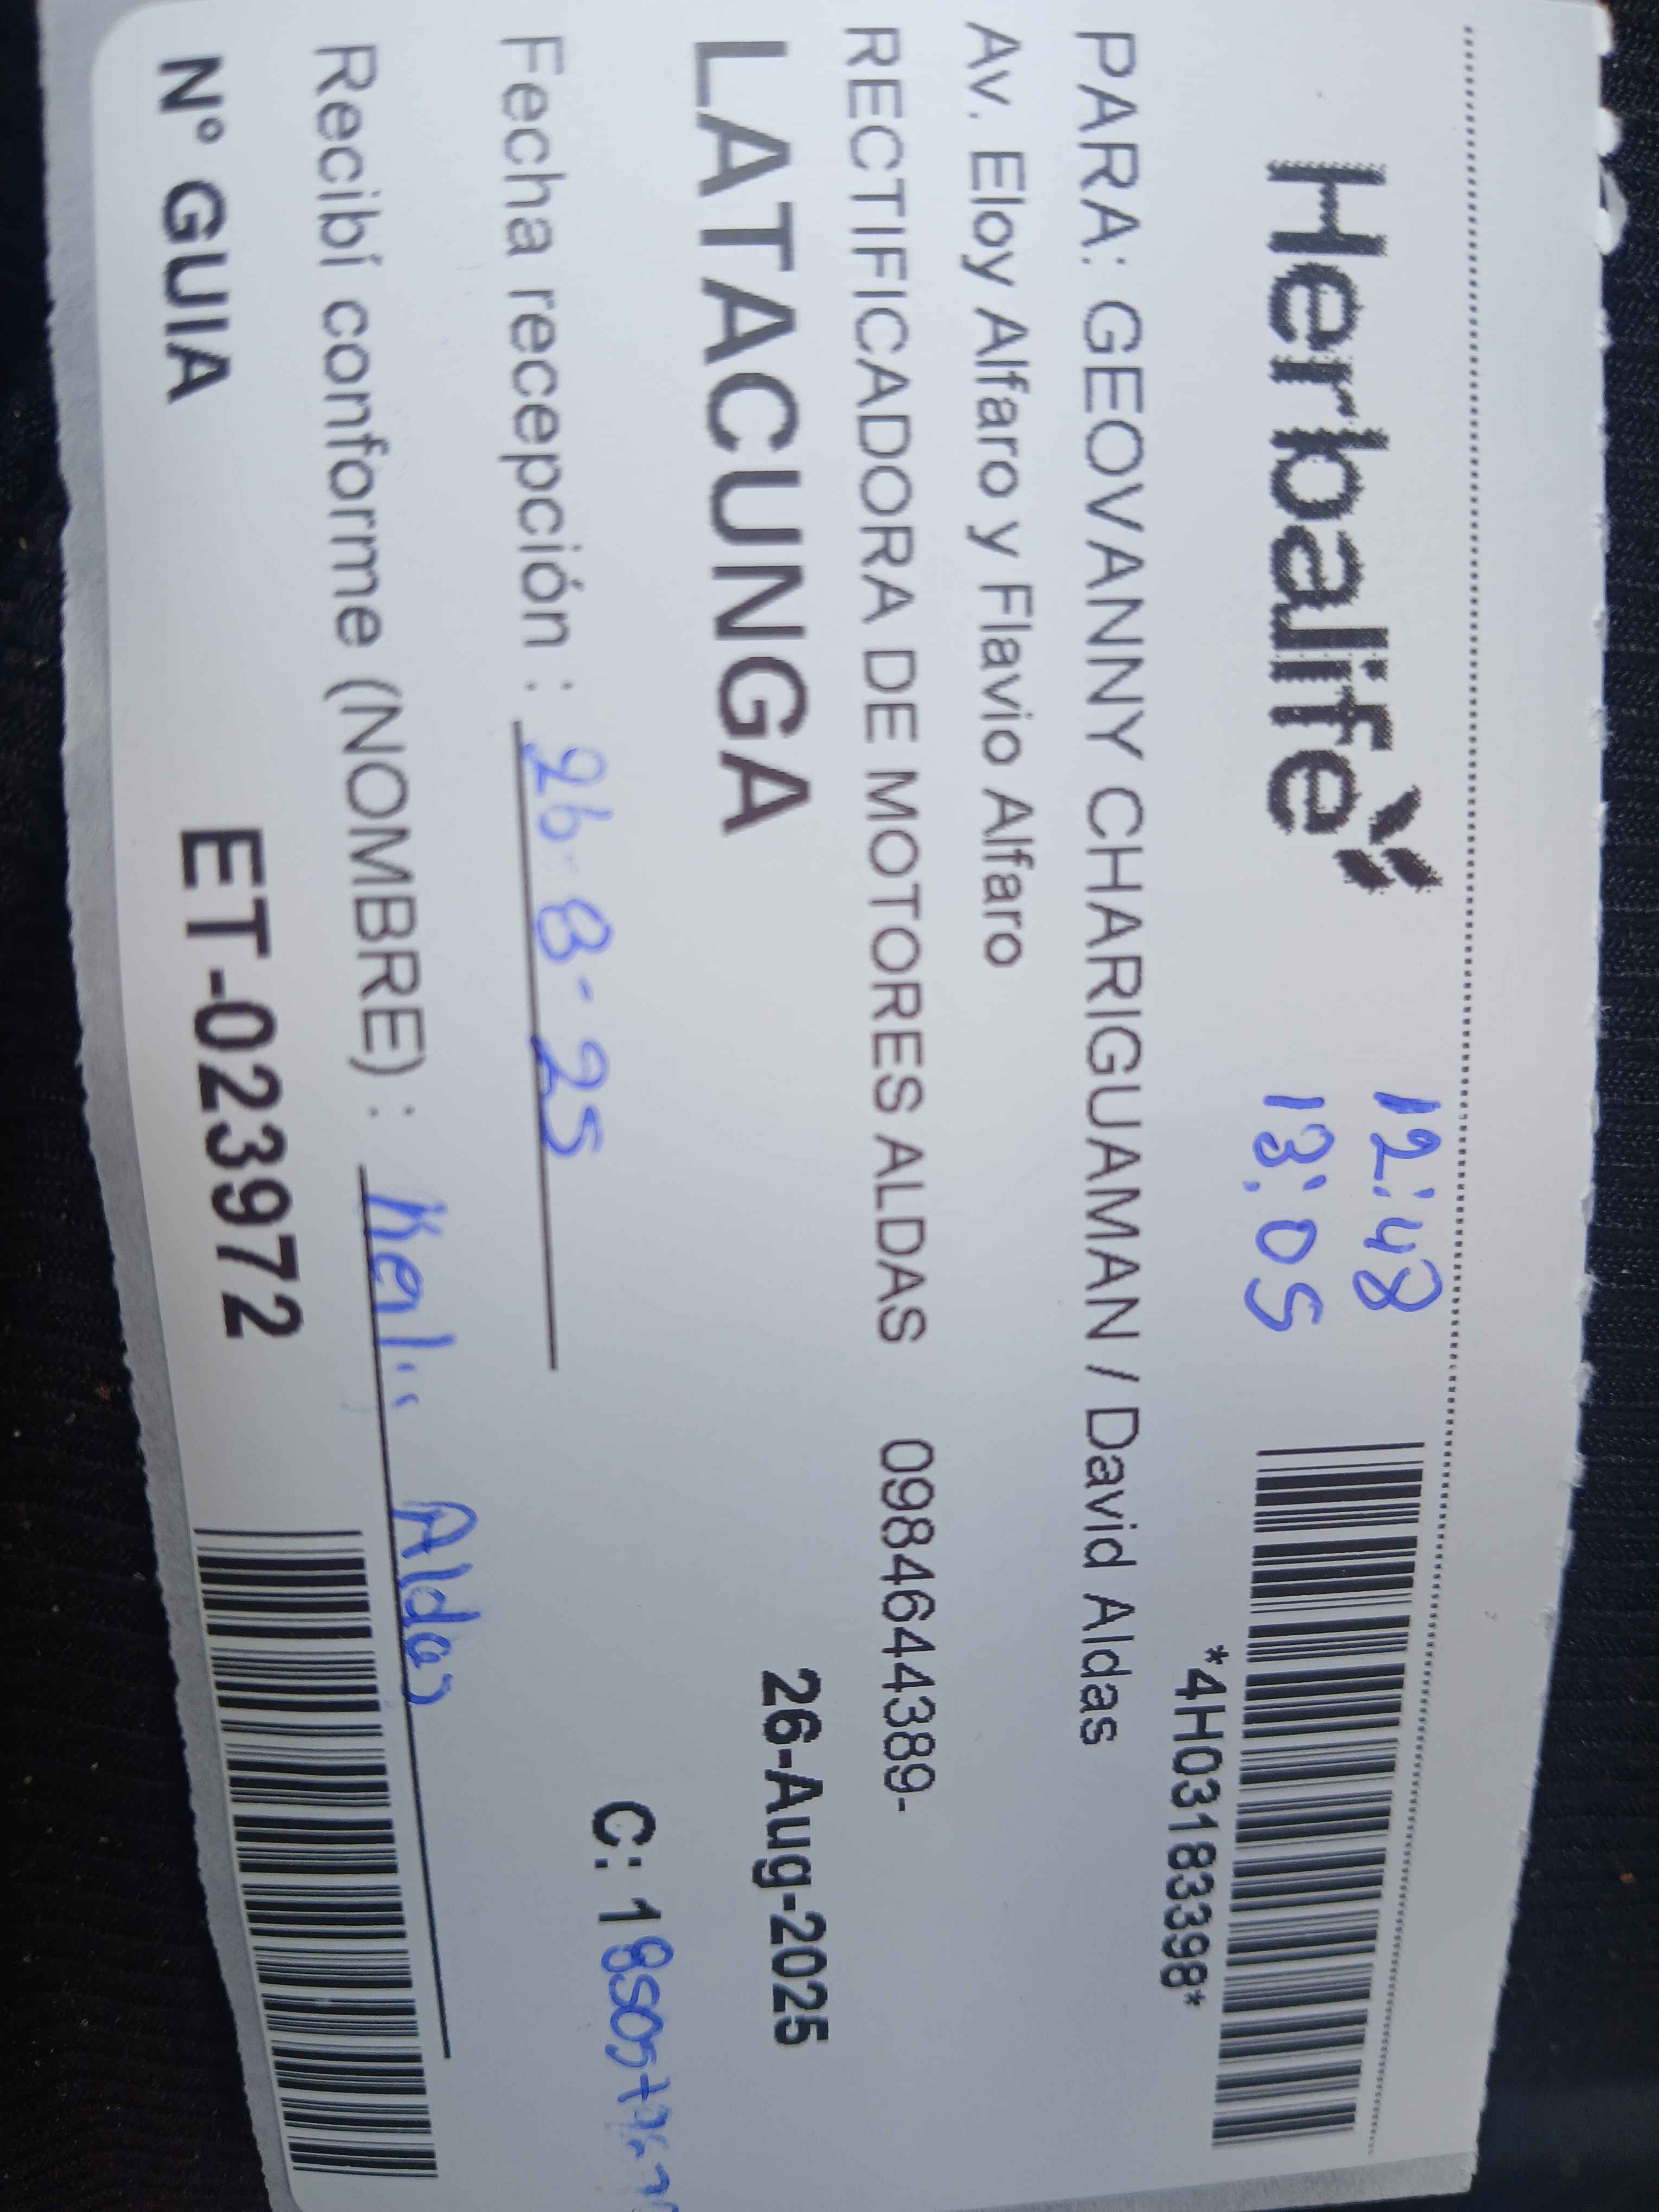 Herbalife
12:48
13:05
*4H03183398*
PARA: GEOVANNY CHARIGUAMAN / David Aldas
Av. Eloy Alfaro y Flavio Alfaro
RECTIFICADORA DE MOTORES ALDAS 0984644389-
LATACUNGA
26-Aug-2025
Fecha recepción : 26-8-25
C:
Recibí conforme (NOMBRE) : Aldas
N° GUIA ET-023972